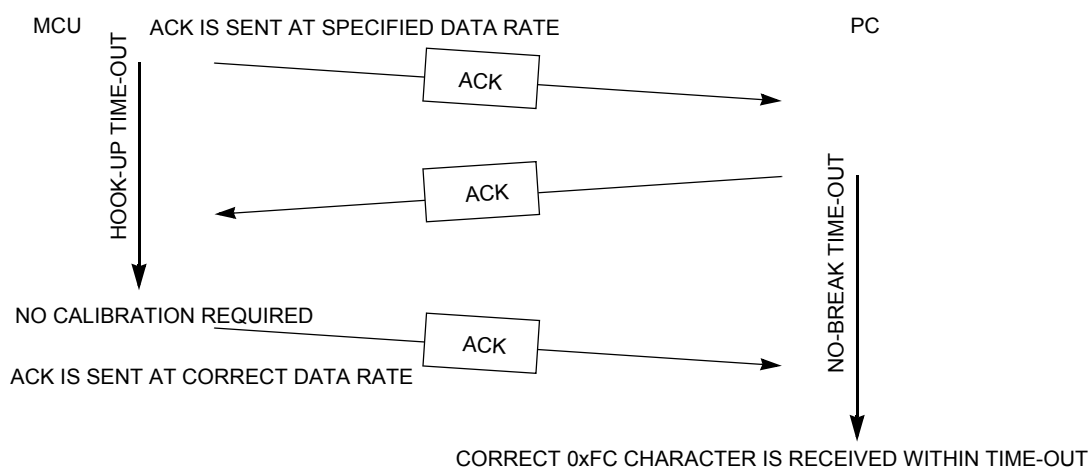 MCU
ACK IS SENT AT SPECIFIED DATA RATE
PC
ACK
HOOK-UP TIME-OUT
ACK
NO-BREAK TIME-OUT
NO CALIBRATION REQUIRED
ACK
ACK IS SENT AT CORRECT DATA RATE
CORRECT 0xFC CHARACTER IS RECEIVED WITHIN TIME-OUT